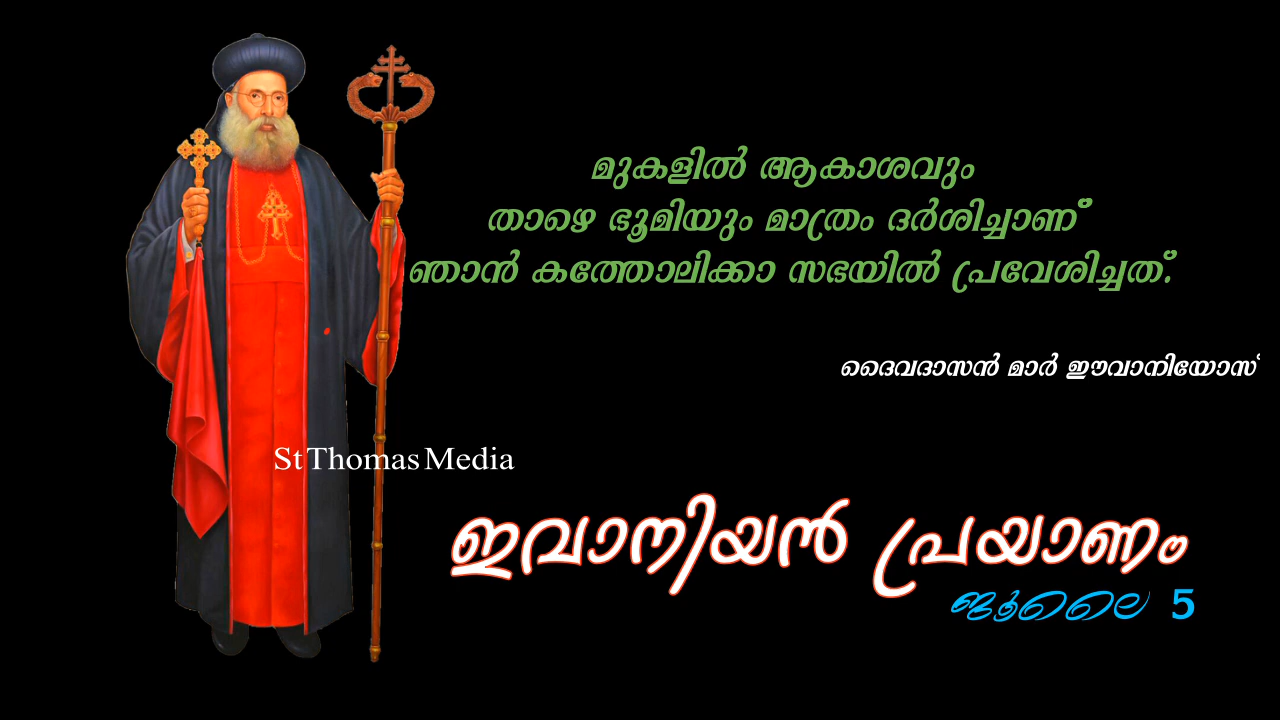 മുകളിൽ ആകാശവും
താഴെ ഭൂമിയും മാത്രം ദർശിച്ചാണ്
ഞാൻ കത്തോലിക്കാ സഭയിൽ പ്രവേശിച്ചത്.
ദൈവദാസൻ മാർ ഈവാനിയോസ്
St Thomas Media
ഇവാനിയൻ പ്രയാണം
ജൂലൈ 5